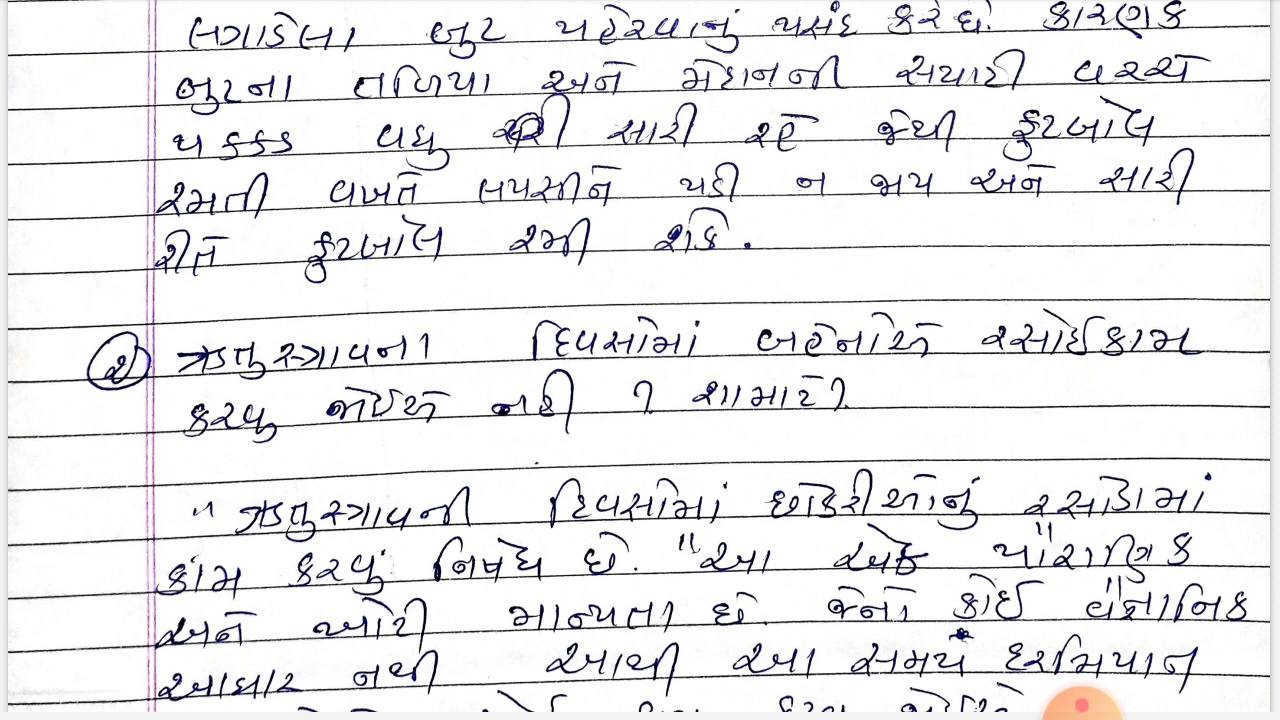 લગાડેલા બુટ પહેરવાનું પસંદ કરે છે. કારણકે
બુટના તળિયા અને મેદાનની સપાટી વચ્ચે
પકકડ વધુ સારી રહે જેથી ફુટબોલ
રમતી વખતે લપસીને પડી ન જાય અને સારી
રીતે ફુટબોલ રમી શકે.
૨) ઋતુસ્ત્રાવના દિવસોમાં બહેનોએ રસોઈકામ
કરવુ જોઈએ નહી ? શામાટે?
" ઋતુસ્ત્રાવની દિવસોમાં છોકરીઓનું રસોડામાં
કામ કરવું નિષેધ છે. "આ એક પૌરાણિક
અને ખોટી માન્યતા છે. જેનો કોઈ વૈજ્ઞાનિક
આધાર નથી આથી આ સમય દરમિયાન